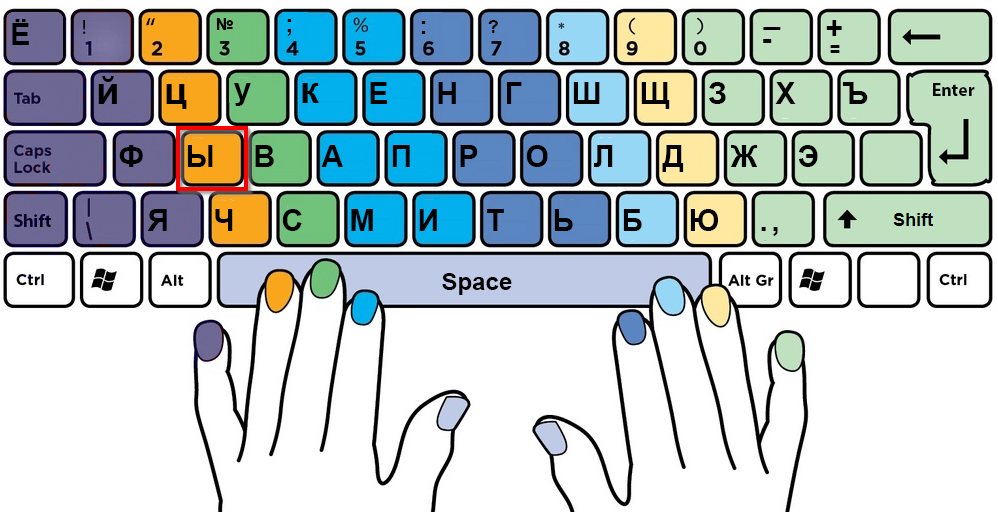 Ё ! 1 “ 2 № 3 ; 4 % 5 : 6 ? 7 * 8 ( 9 ) 0 — - + =
Tab Й Ц У К Е Н Г Ш Щ З Х Ъ Enter
Caps Lock Ф Ы В А П Р О Л Д Ж Э
Shift | \ Я Ч С М И Т Ь Б Ю . , Shift
Ctrl Alt Space Alt Gr Ctrl